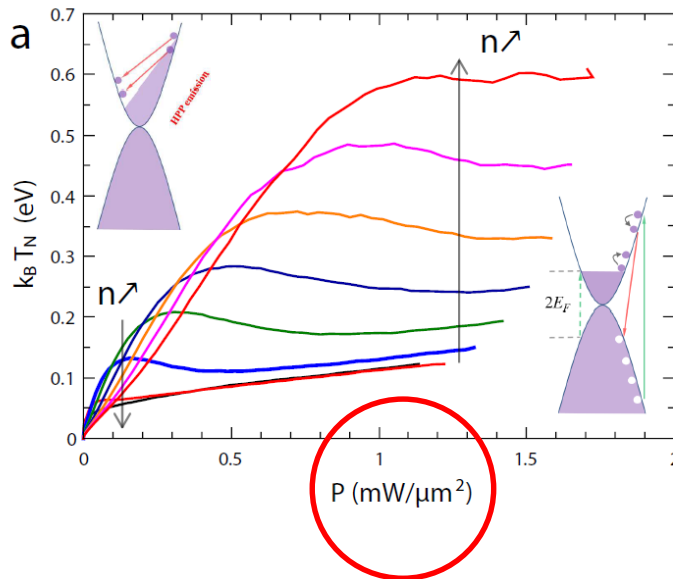 a
0.7
0.6
0.5
0.4
0.3
0.2
0.1
0
k_B T_N (eV)
HPP emission
n↗
n↗
2E_F
0
0.5
1
1.5
2
P (mW/μm²)